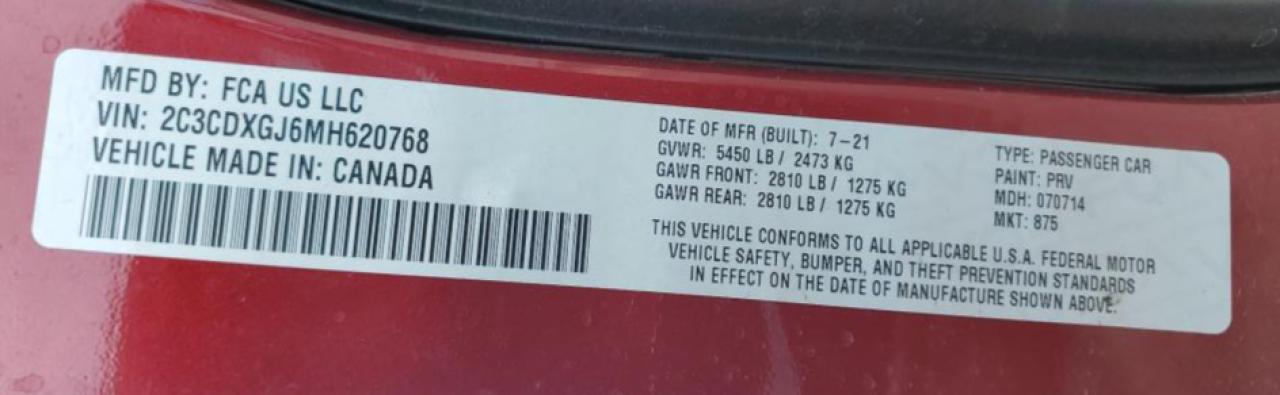 MFD BY: FCA US LLC
VIN: 2C3CDXGJ6MH620768
VEHICLE MADE IN: CANADA
DATE OF MFR (BUILT): 7-21
GVWR: 5450 LB / 2473 KG
GAWR FRONT: 2810 LB / 1275 KG
GAWR REAR: 2810 LB / 1275 KG
TYPE: PASSENGER CAR
PAINT: PRV
MDH: 070714
MKT: 875
THIS VEHICLE CONFORMS TO ALL APPLICABLE U.S.A. FEDERAL MOTOR
VEHICLE SAFETY, BUMPER, AND THEFT PREVENTION STANDARDS
IN EFFECT ON THE DATE OF MANUFACTURE SHOWN ABOVE.